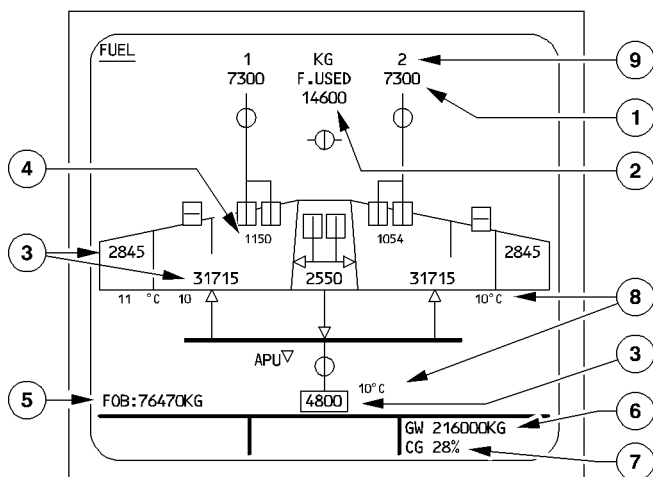 FUEL
1 KG 2
7300 F.USED 7300
14600
1150 1054
2845 2845
31715 2550 31715
11 °C 10 10°C
APU
10°C
FOB:76470KG 4800
GW 216000KG
CG 28%
9
1
2
4
3
8
3
5
6
7